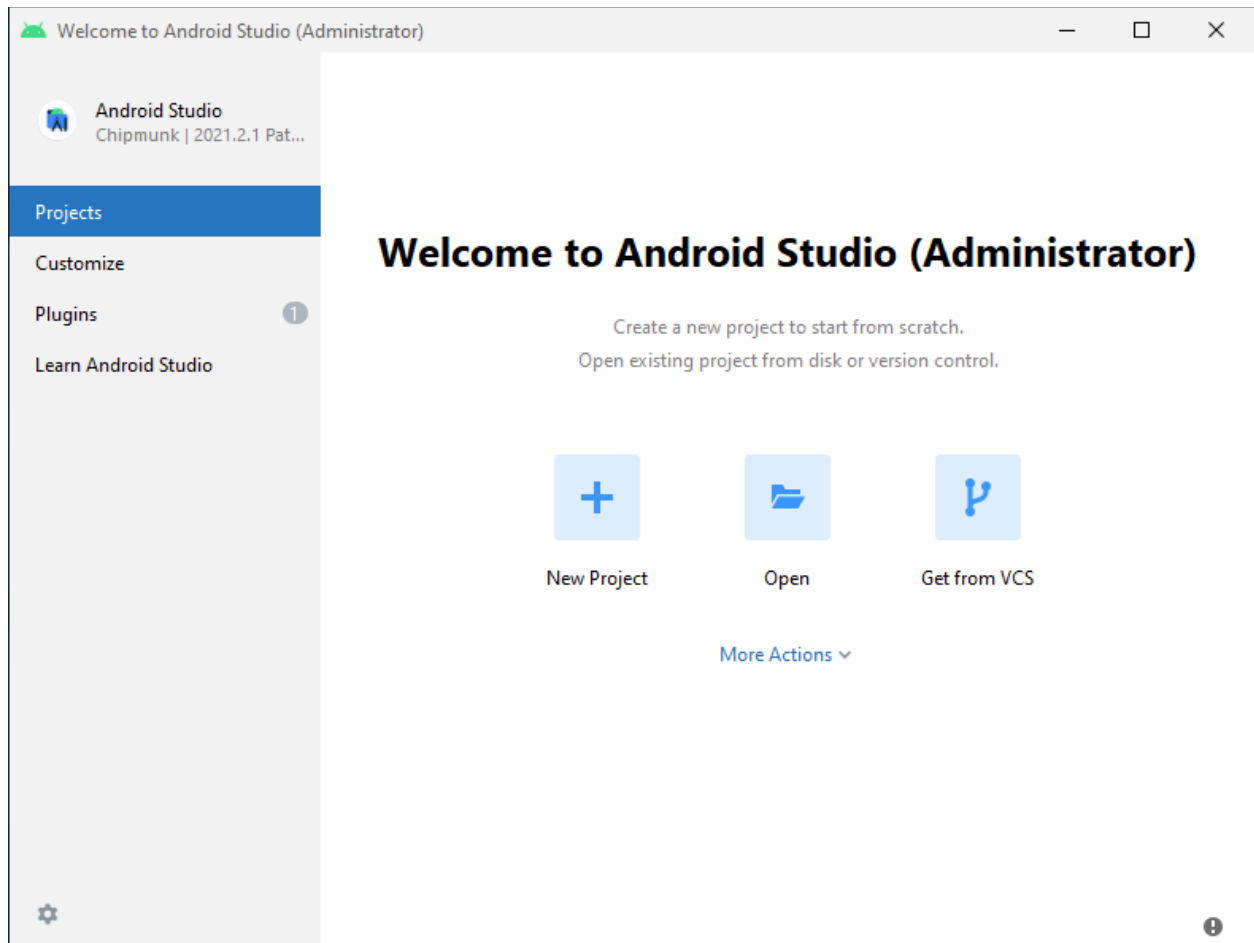 Welcome to Android Studio (Administrator)
Android Studio
Chipmunk | 2021.2.1 Pat...
Projects
Customize
Plugins
1
Learn Android Studio
Welcome to Android Studio (Administrator)
Create a new project to start from scratch.
Open existing project from disk or version control.
New Project
Open
Get from VCS
More Actions